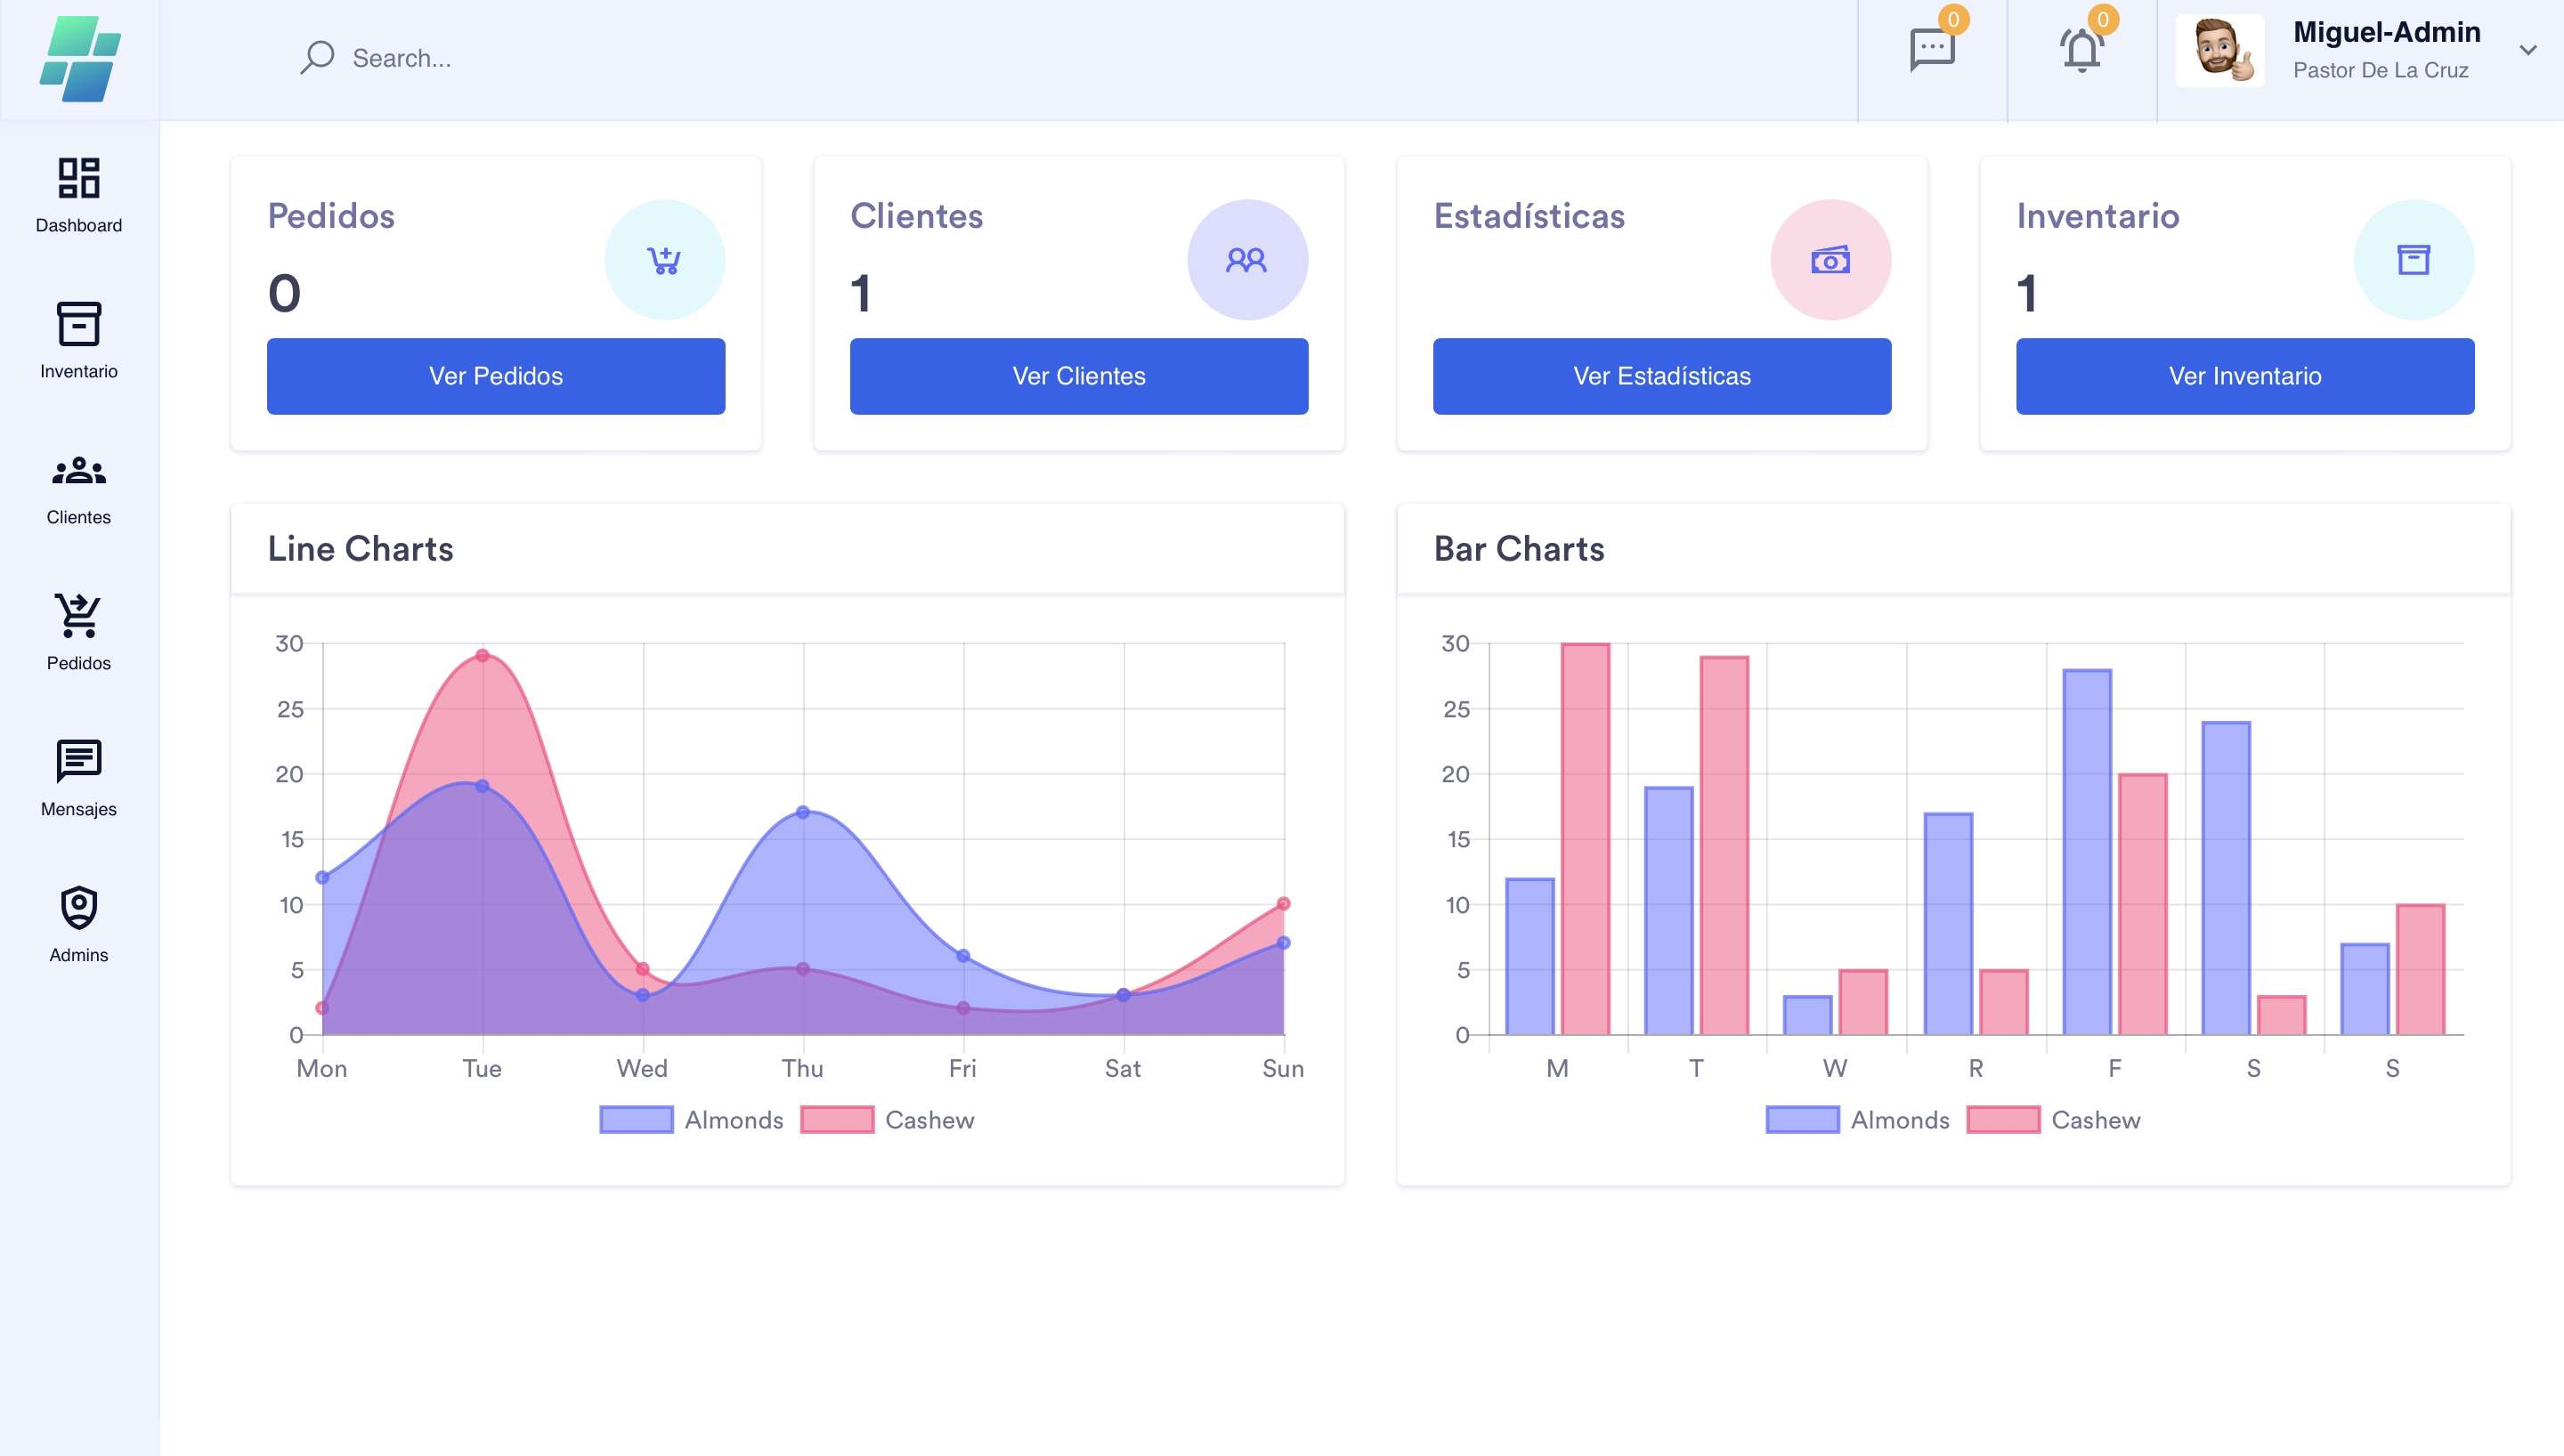 Search...
0
0
Miguel-Admin
Pastor De La Cruz
Dashboard
Inventario
Clientes
Pedidos
Mensajes
Admins
Pedidos
0
Ver Pedidos
Clientes
1
Ver Clientes
Estadísticas
Ver Estadísticas
Inventario
1
Ver Inventario
Line Charts
30
25
20
15
10
5
0
Mon Tue Wed Thu Fri Sat Sun
Almonds Cashew
Bar Charts
30
25
20
15
10
5
0
M T W R F S S
Almonds Cashew